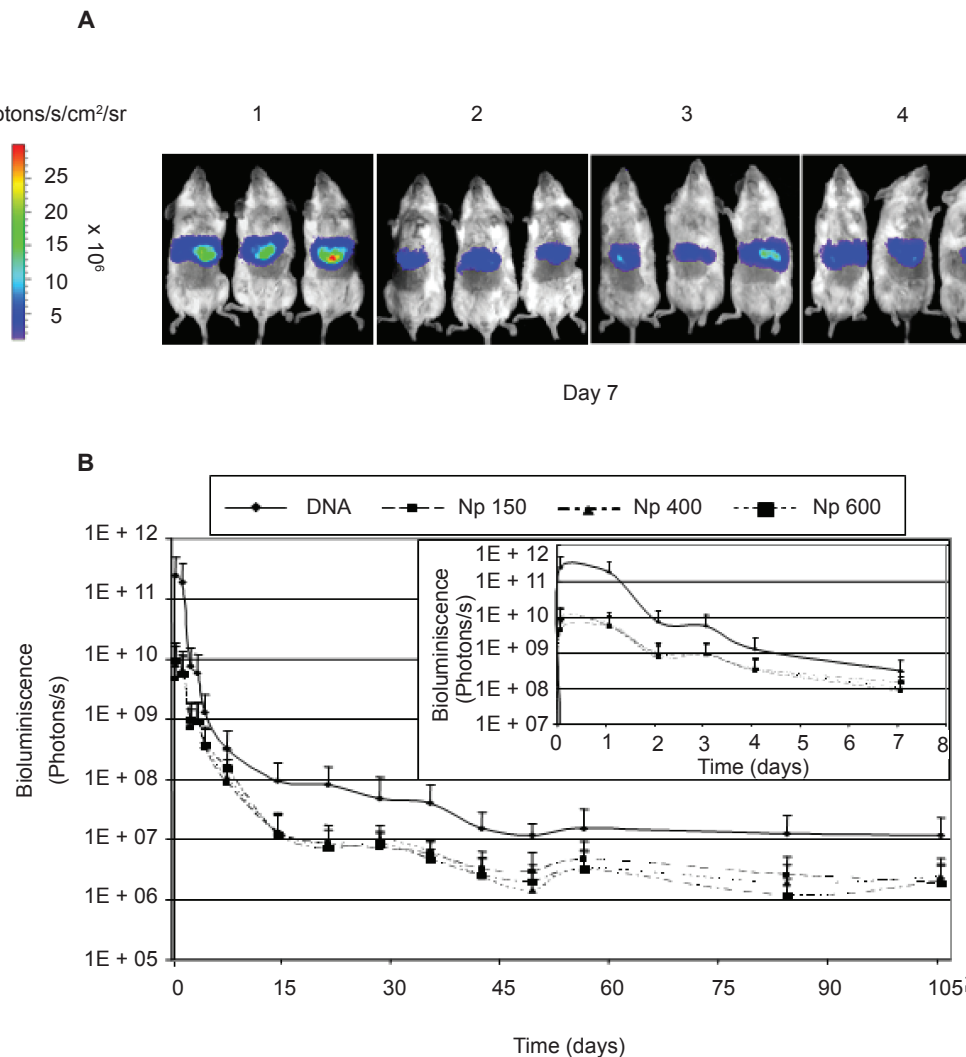 A
otons/s/cm²/sr 1 2 3 4
25
20
15
10
5
x 10⁶
Day 7
B
DNA Np 150 Np 400 Np 600
Bioluminiscence
(Photons/s)
1E + 12
1E + 11
1E + 10
1E + 09
1E + 08
1E + 07
1E + 06
1E + 05
0 15 30 45 60 75 90 105
Time (days)
Bioluminiscence
(Photons/s)
1E + 12
1E + 11
1E + 10
1E + 09
1E + 08
1E + 07
0 1 2 3 4 5 6 7 8
Time (days)